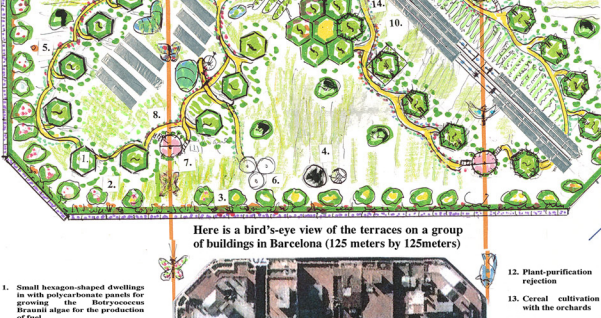 14.
10.
5.
8.
1.
7.
4.
2.
6.
3.
Here is a bird's-eye view of the terraces on a group
of buildings in Barcelona (125 meters by 125meters)
12. Plant-purification
rejection
1. Small hexagon-shaped dwellings
in with polycarbonate panels for
growing the Botryococcus
Braunii algae for the production
of fuel
13. Cereal cultivation
with the orchards